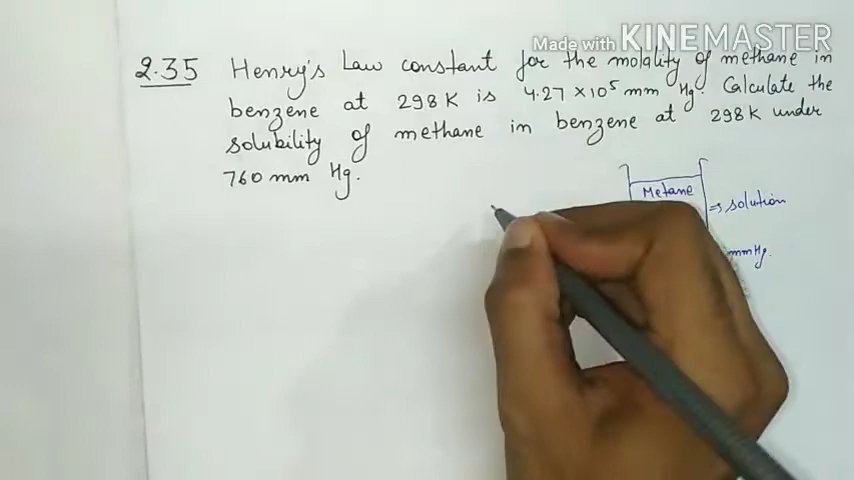 Made with KINEMASTER
2.35 Henry's Law constant for the molality of methane in
benzene at 298 K is 4.27 × 10⁵ mm Hg. Calculate the
solubility of methane in benzene at 298 K under
760 mm Hg.
Metane
⇒ solution
mmHg.